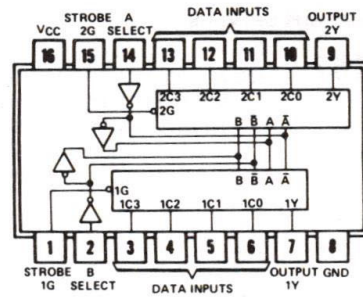 STROBE A DATA INPUTS OUTPUT
VCC 2G SELECT 2Y
16 15 14 13 12 11 10 9
2C3 2C2 2C1 2C0 2Y
2G
B B̅ A A̅
B B̅ A A̅
1G
1C3 1C2 1C1 1C0 1Y
1 2 3 4 5 6 7 8
STROBE B DATA INPUTS OUTPUT GND
1G SELECT 1Y